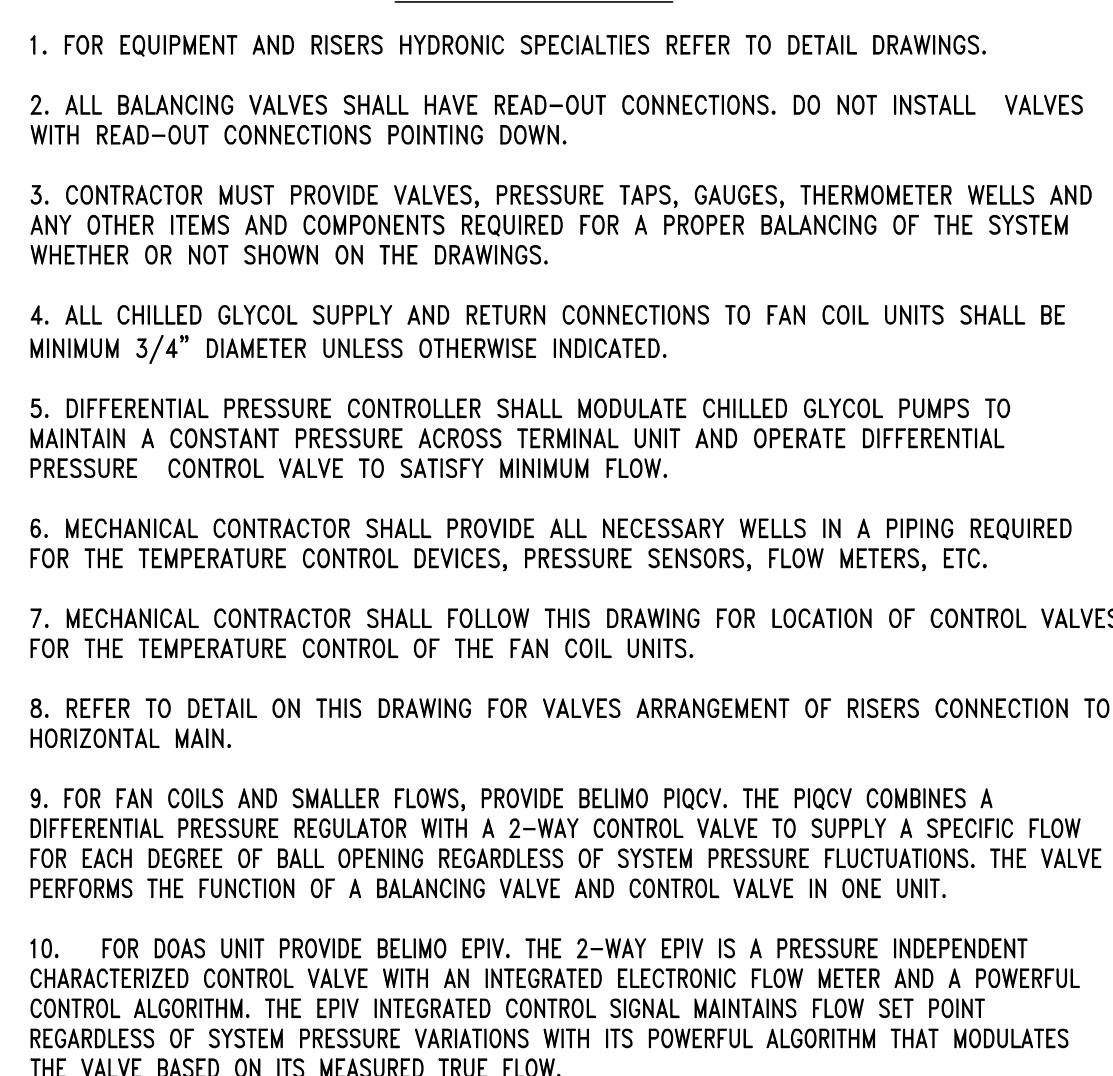 1. FOR EQUIPMENT AND RISERS HYDRONIC SPECIALTIES REFER TO DETAIL DRAWINGS.
2. ALL BALANCING VALVES SHALL HAVE READ-OUT CONNECTIONS. DO NOT INSTALL VALVES
WITH READ-OUT CONNECTIONS POINTING DOWN.
3. CONTRACTOR MUST PROVIDE VALVES, PRESSURE TAPS, GAUGES, THERMOMETER WELLS AND
ANY OTHER ITEMS AND COMPONENTS REQUIRED FOR A PROPER BALANCING OF THE SYSTEM
WHETHER OR NOT SHOWN ON THE DRAWINGS.
4. ALL CHILLED GLYCOL SUPPLY AND RETURN CONNECTIONS TO FAN COIL UNITS SHALL BE
MINIMUM 3/4" DIAMETER UNLESS OTHERWISE INDICATED.
5. DIFFERENTIAL PRESSURE CONTROLLER SHALL MODULATE CHILLED GLYCOL PUMPS TO
MAINTAIN A CONSTANT PRESSURE ACROSS TERMINAL UNIT AND OPERATE DIFFERENTIAL
PRESSURE CONTROL VALVE TO SATISFY MINIMUM FLOW.
6. MECHANICAL CONTRACTOR SHALL PROVIDE ALL NECESSARY WELLS IN A PIPING REQUIRED
FOR THE TEMPERATURE CONTROL DEVICES, PRESSURE SENSORS, FLOW METERS, ETC.
7. MECHANICAL CONTRACTOR SHALL FOLLOW THIS DRAWING FOR LOCATION OF CONTROL VALVES
FOR THE TEMPERATURE CONTROL OF THE FAN COIL UNITS.
8. REFER TO DETAIL ON THIS DRAWING FOR VALVES ARRANGEMENT OF RISERS CONNECTION TO
HORIZONTAL MAIN.
9. FOR FAN COILS AND SMALLER FLOWS, PROVIDE BELIMO PIQCV. THE PIQCV COMBINES A
DIFFERENTIAL PRESSURE REGULATOR WITH A 2-WAY CONTROL VALVE TO SUPPLY A SPECIFIC FLOW
FOR EACH DEGREE OF BALL OPENING REGARDLESS OF SYSTEM PRESSURE FLUCTUATIONS. THE VALVE
PERFORMS THE FUNCTION OF A BALANCING VALVE AND CONTROL VALVE IN ONE UNIT.
10. FOR DOAS UNIT PROVIDE BELIMO EPIV. THE 2-WAY EPIV IS A PRESSURE INDEPENDENT
CHARACTERIZED CONTROL VALVE WITH AN INTEGRATED ELECTRONIC FLOW METER AND A POWERFUL
CONTROL ALGORITHM. THE EPIV INTEGRATED CONTROL SIGNAL MAINTAINS FLOW SET POINT
REGARDLESS OF SYSTEM PRESSURE VARIATIONS WITH ITS POWERFUL ALGORITHM THAT MODULATES
THE VALVE BASED ON ITS MEASURED TRUE FLOW.